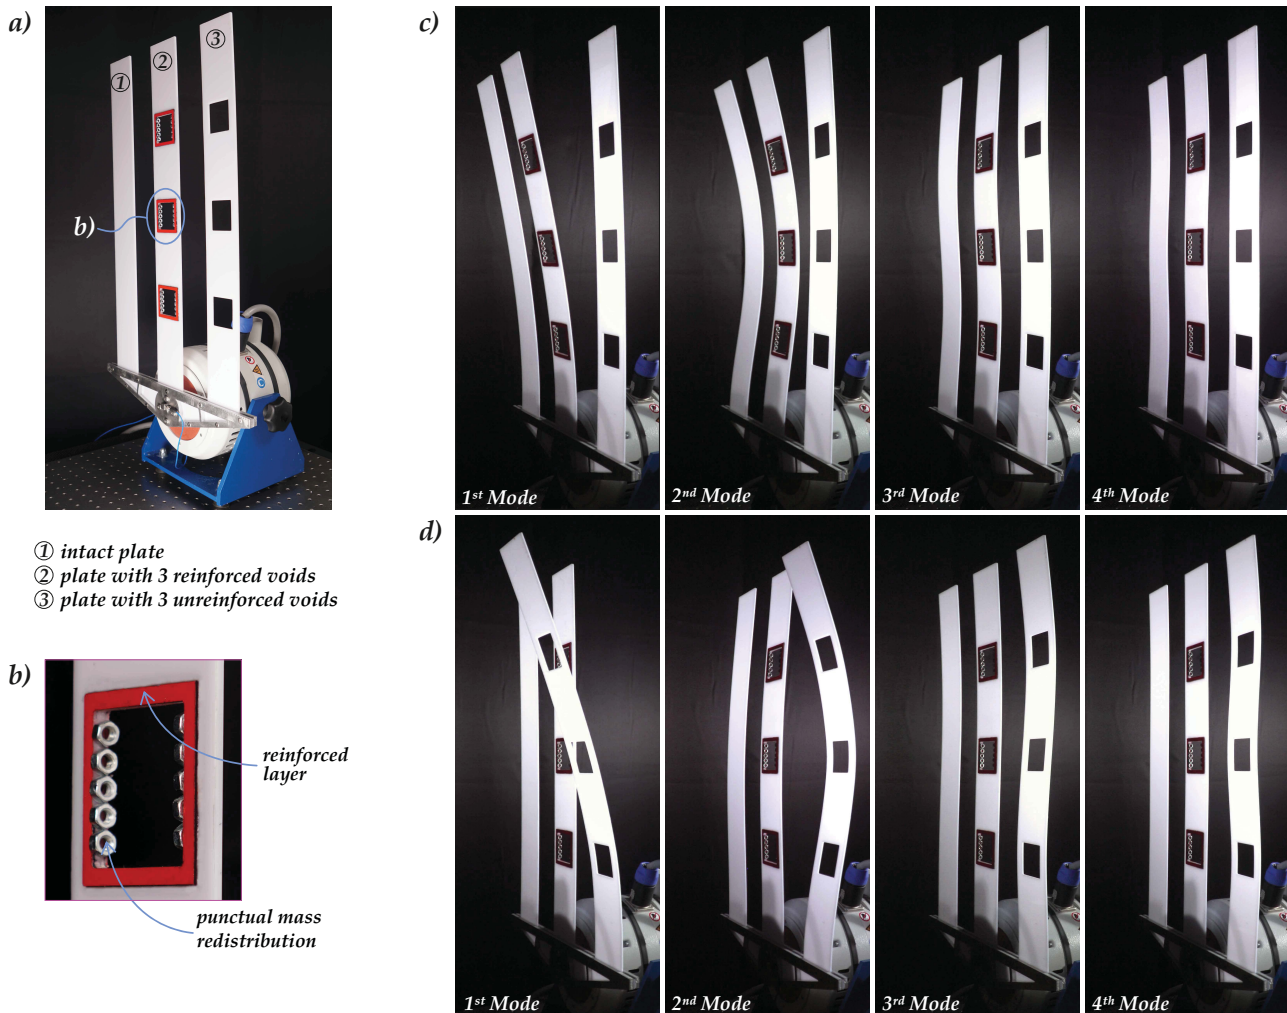 a)
①
②
③
b)
① intact plate
② plate with 3 reinforced voids
③ plate with 3 unreinforced voids
b)
reinforced
layer
punctual mass
redistribution
c)
1st Mode
2nd Mode
3rd Mode
4th Mode
d)
1st Mode
2nd Mode
3rd Mode
4th Mode